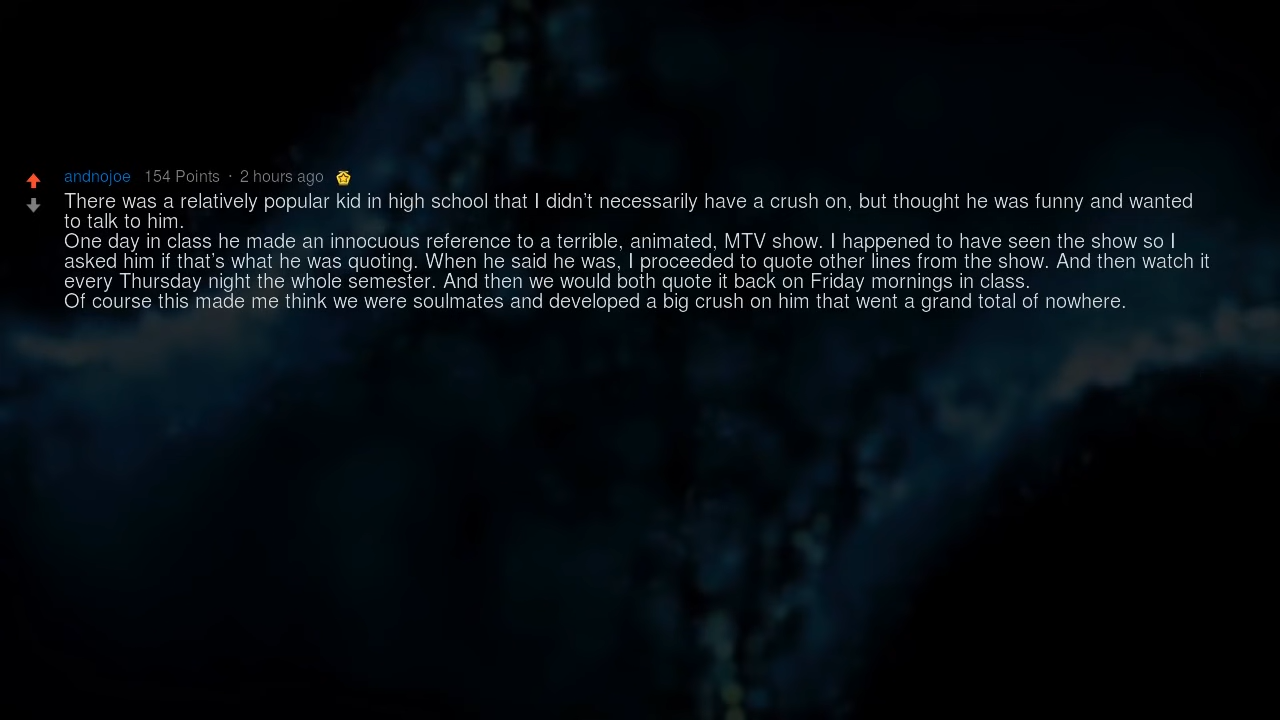 andnojoe 154 Points · 2 hours ago
There was a relatively popular kid in high school that I didn't necessarily have a crush on, but thought he was funny and wanted
to talk to him.
One day in class he made an innocuous reference to a terrible, animated, MTV show. I happened to have seen the show so I
asked him if that's what he was quoting. When he said he was, I proceeded to quote other lines from the show. And then watch it
every Thursday night the whole semester. And then we would both quote it back on Friday mornings in class.
Of course this made me think we were soulmates and developed a big crush on him that went a grand total of nowhere.